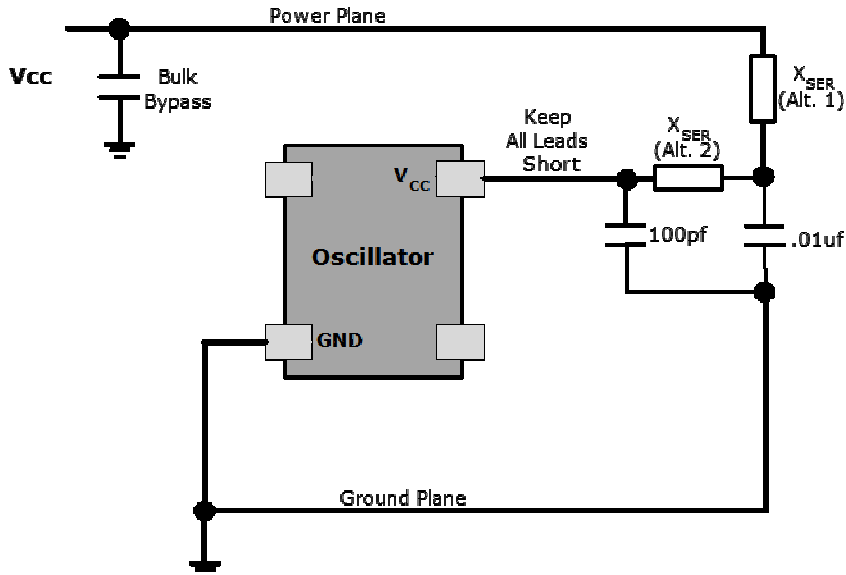 Power Plane
Vcc
Bulk
Bypass
X SER
(Alt. 1)
Keep
All Leads
Short
X SER
(Alt. 2)
VCC
100pf
.01uf
Oscillator
GND
Ground Plane